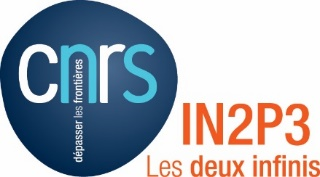 cnrs
dépasser les frontières
IN2P3
Les deux infinis